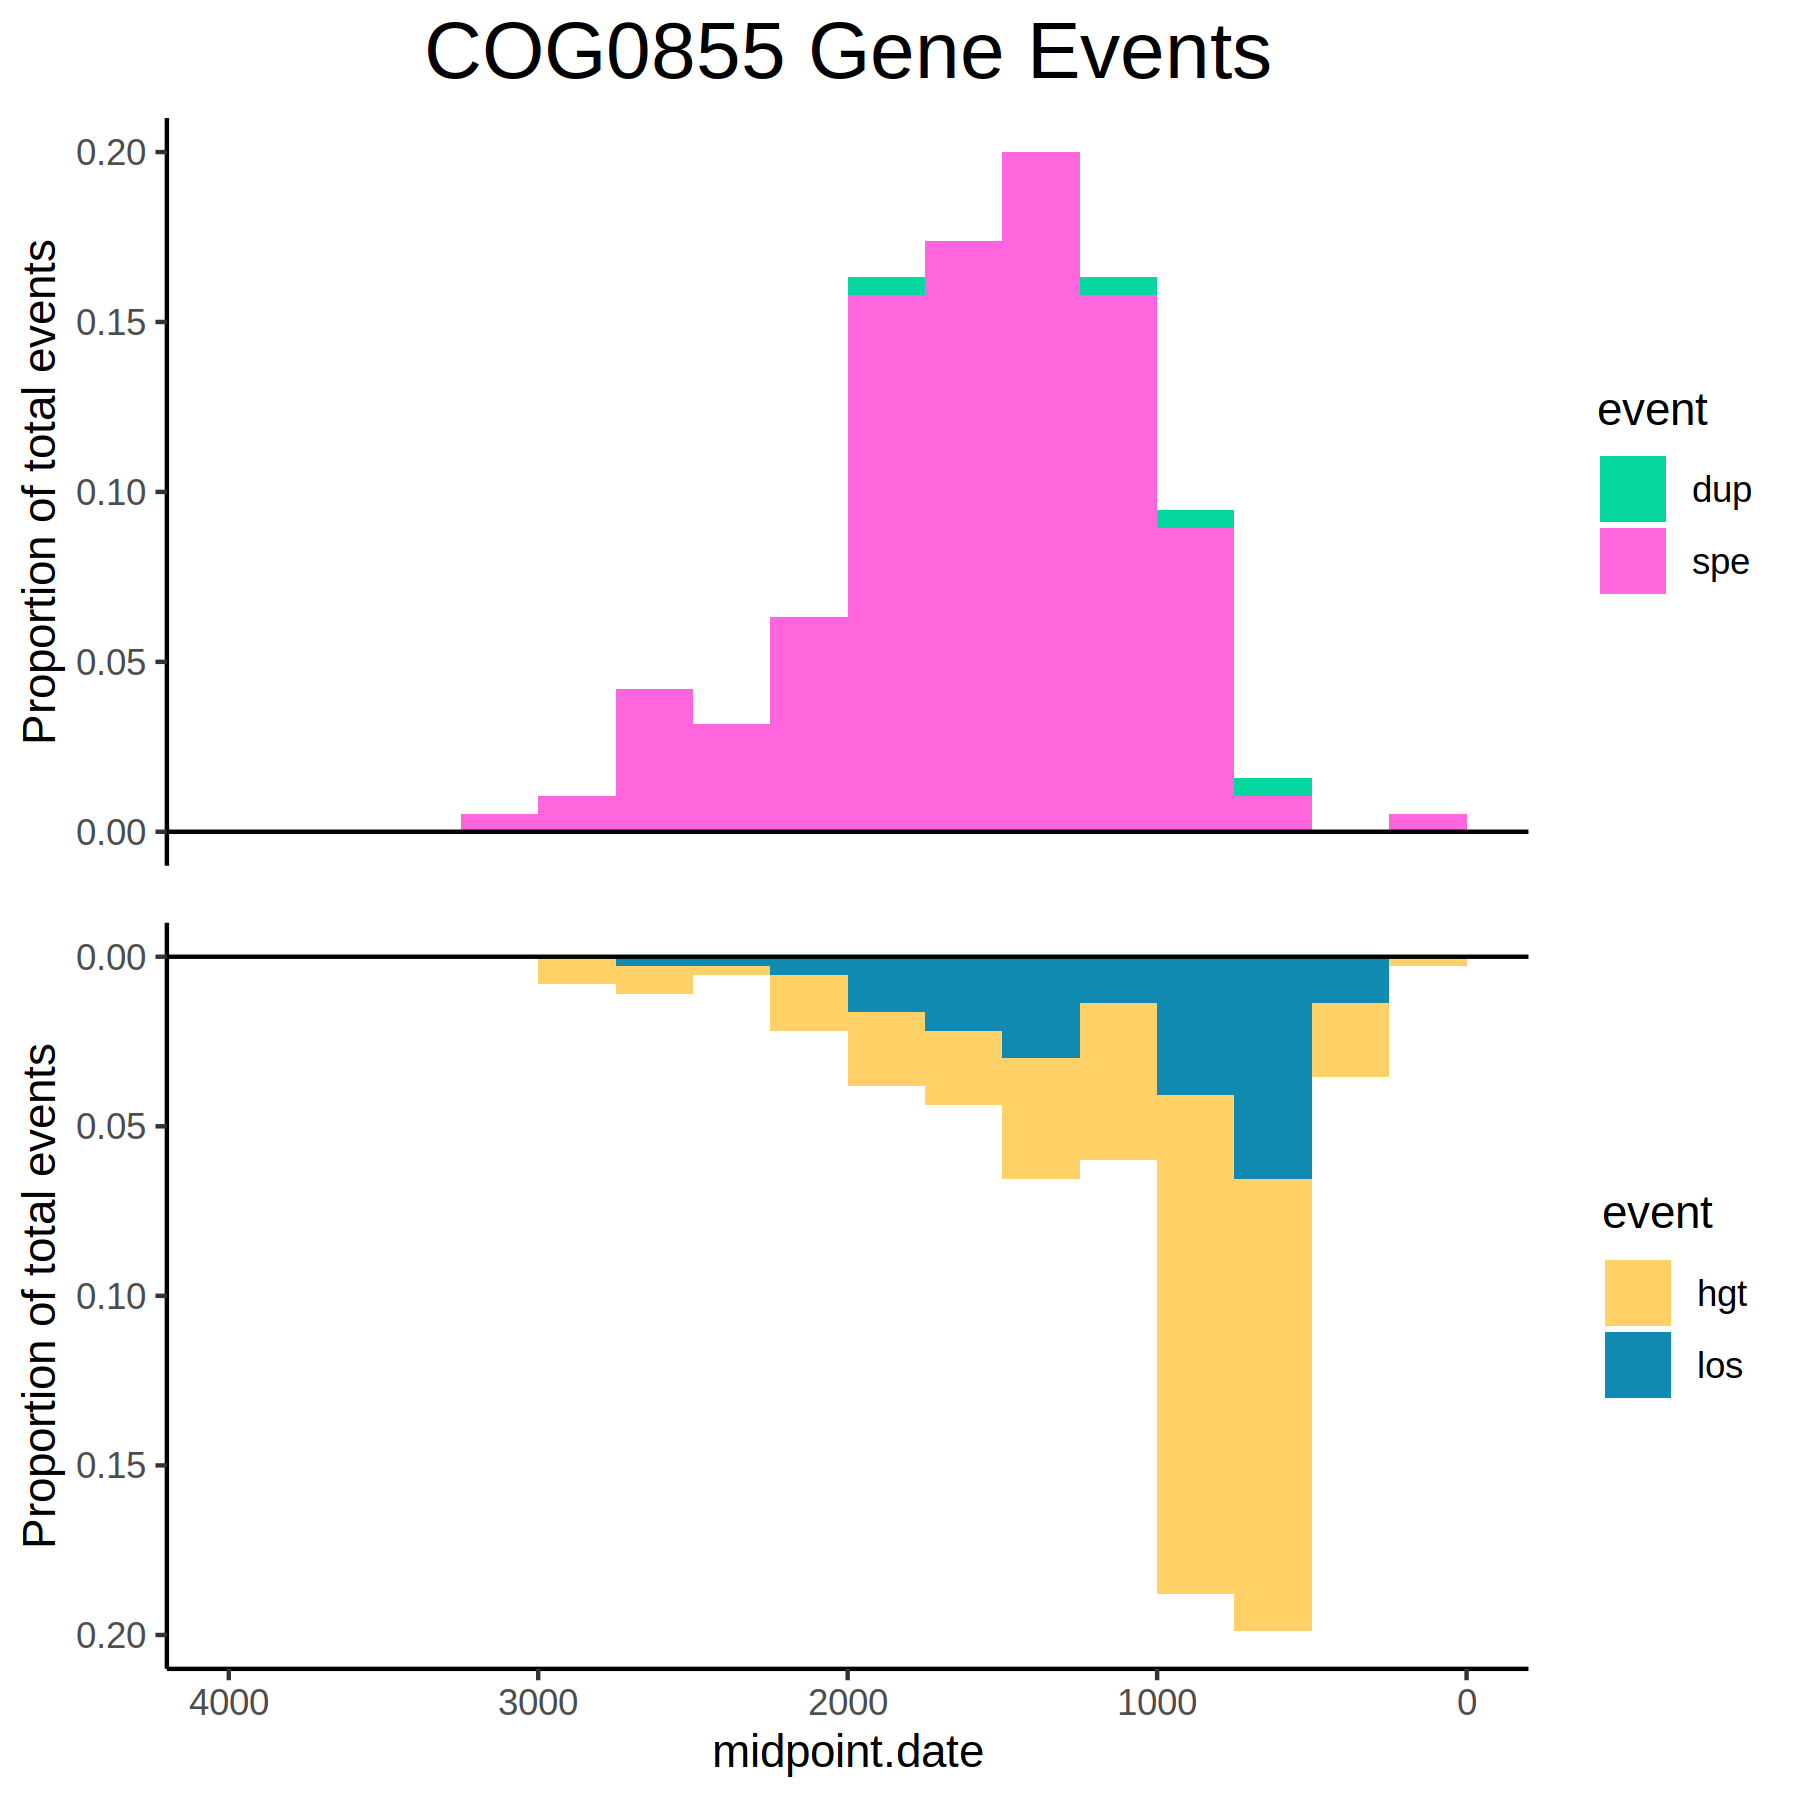 COG0855 Gene Events
Proportion of total events
0.20
0.15
0.10
0.05
0.00
event
dup
spe
Proportion of total events
0.00
0.05
0.10
0.15
0.20
event
hgt
los
4000 3000 2000 1000 0
midpoint.date